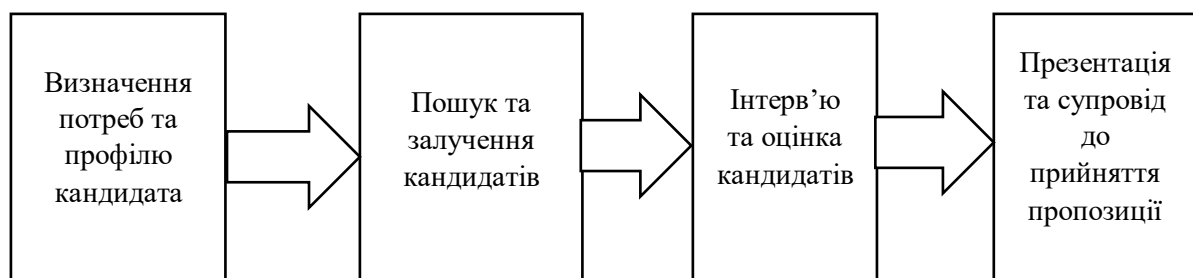 Визначення
потреб та
профілю
кандидата
Пошук та
залучення
кандидатів
Інтерв’ю
та оцінка
кандидатів
Презентація
та супровід
до
прийняття
пропозиції